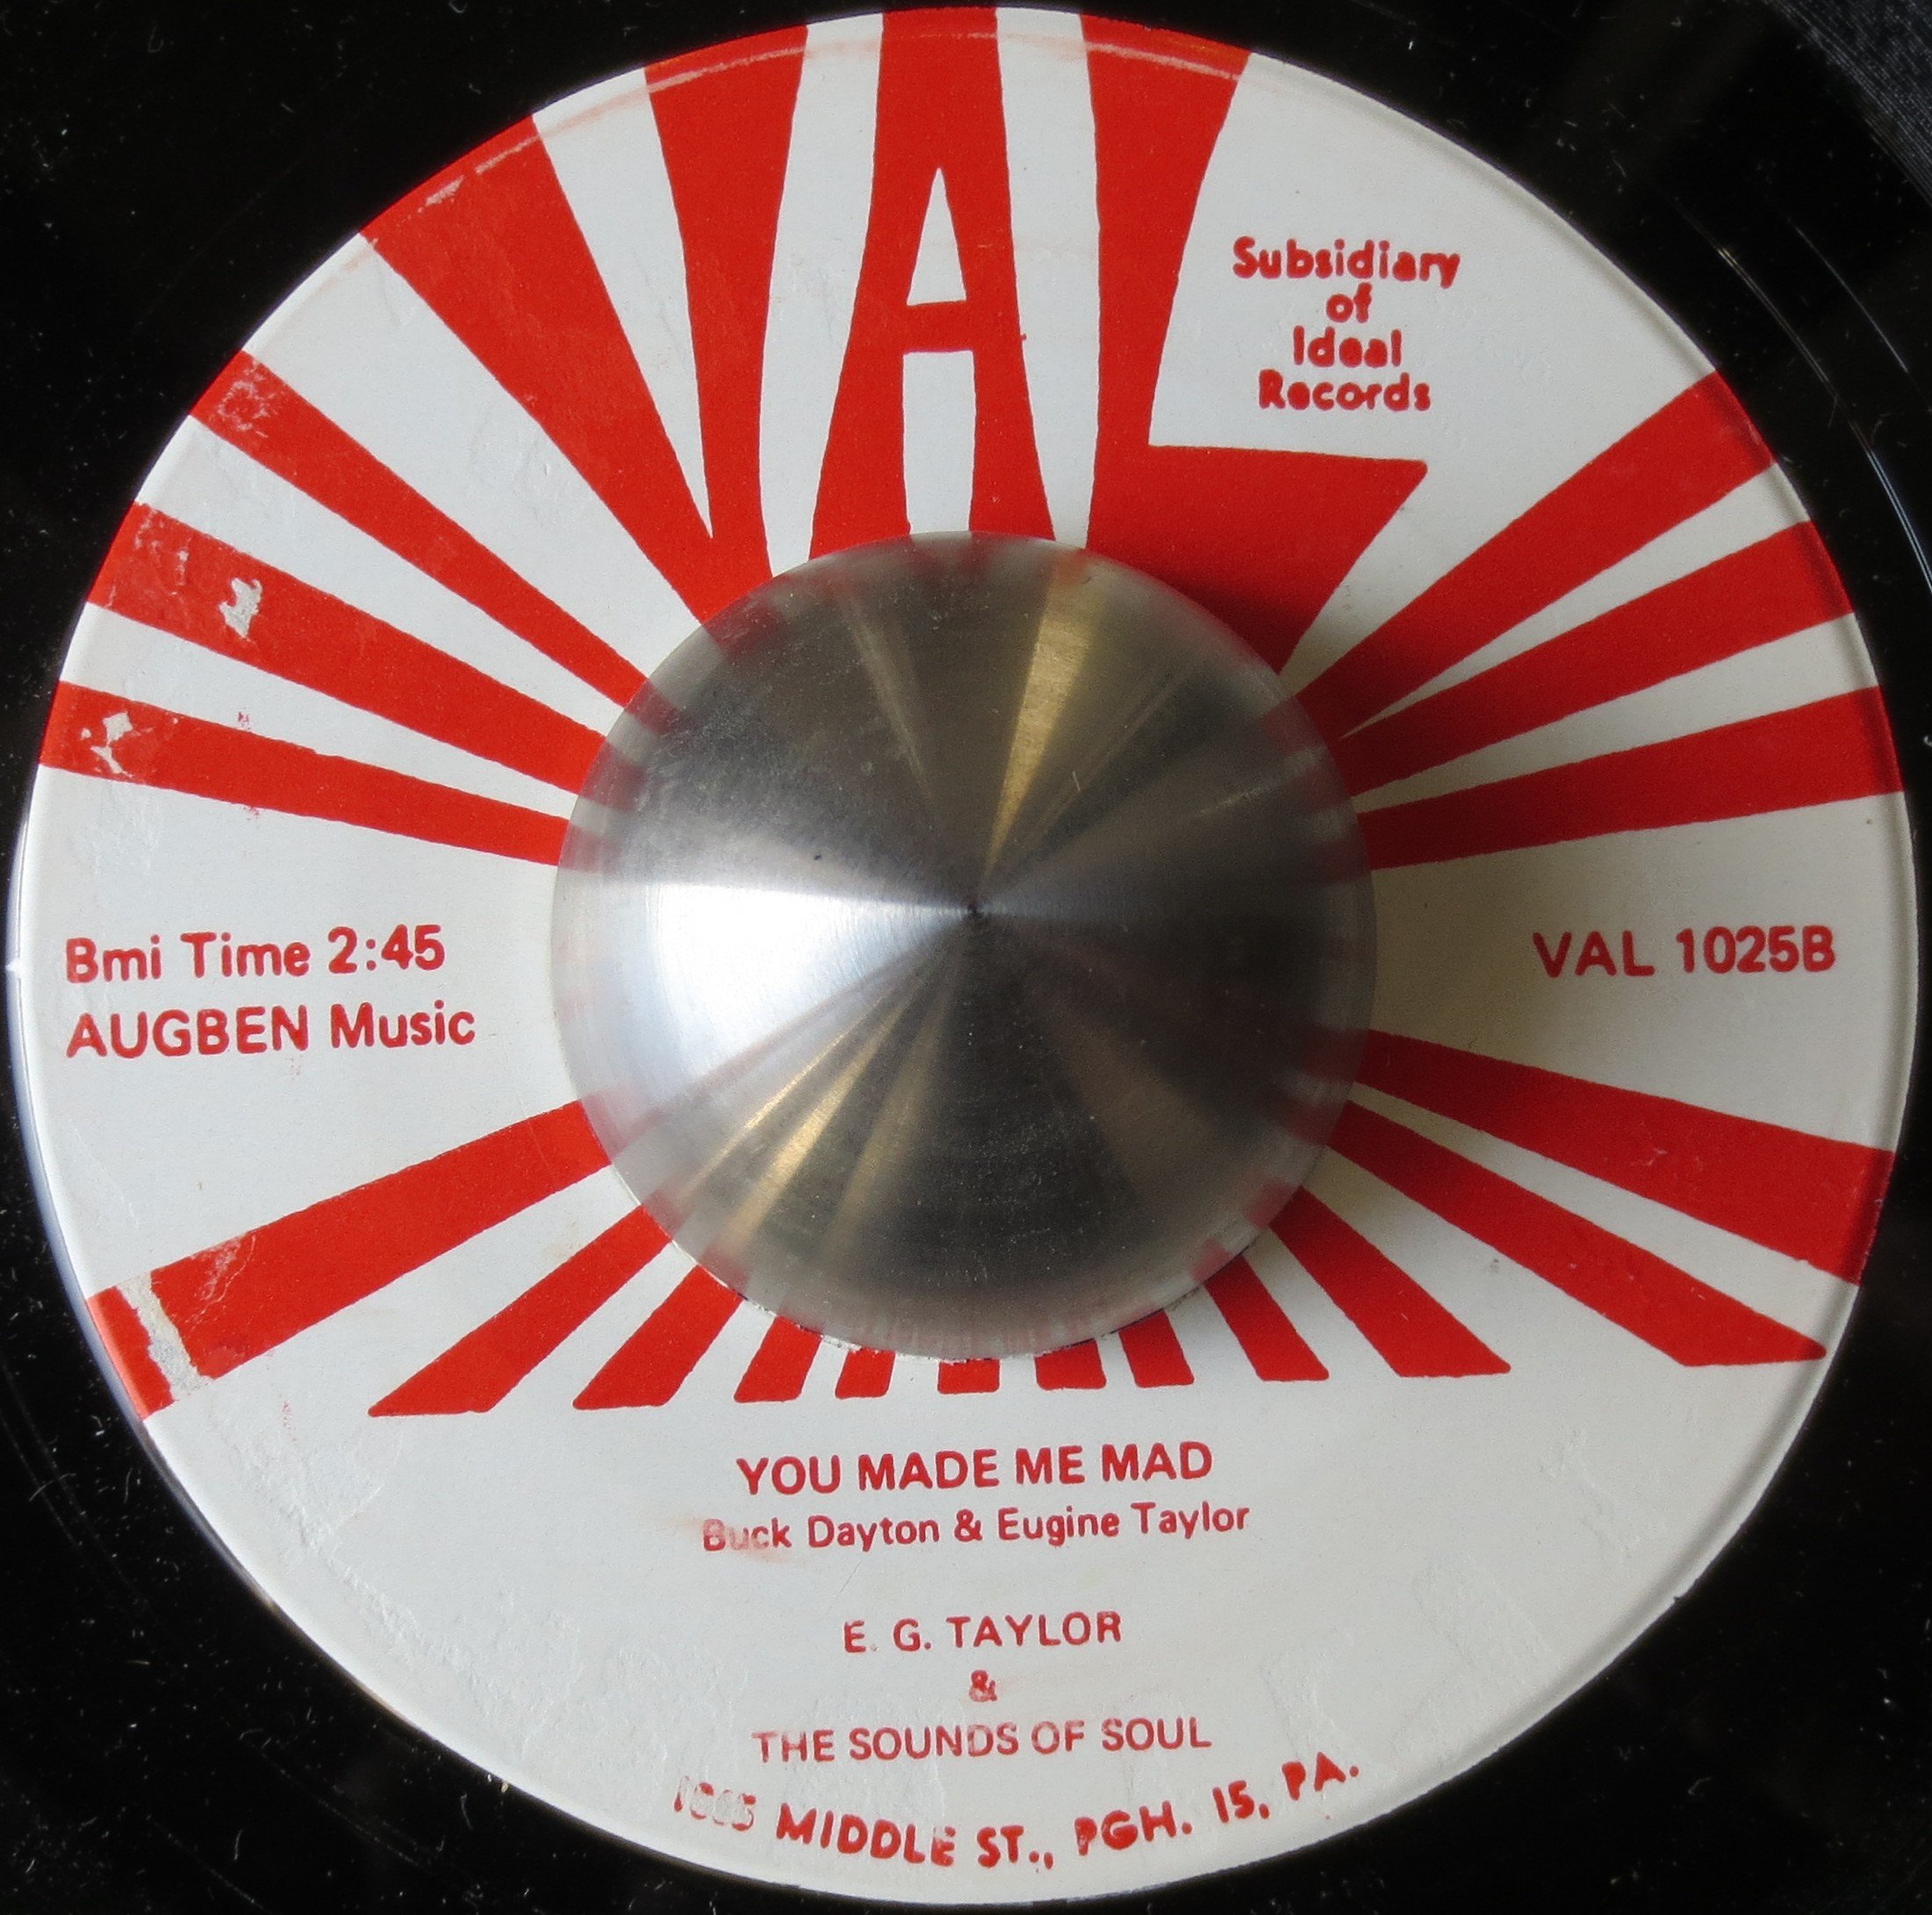 VAL
Subsidiary
of
Ideal
Records
Bmi Time 2:45
AUGBEN Music
VAL 1025B
YOU MADE ME MAD
Buck Dayton & Eugine Taylor
E. G. TAYLOR
&
THE SOUNDS OF SOUL
MIDDLE ST., PGH. 15, PA.